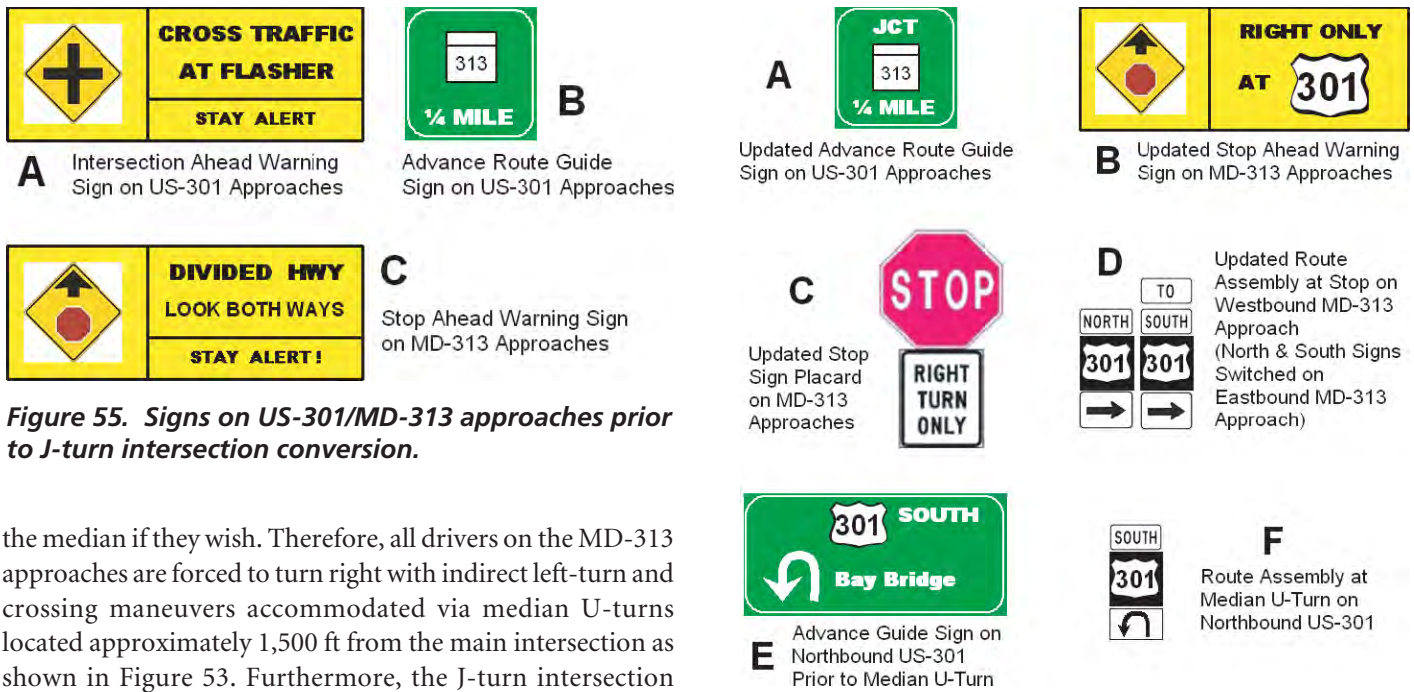 CROSS TRAFFIC
AT FLASHER
STAY ALERT
A
Intersection Ahead Warning
Sign on US-301 Approaches
313
¼ MILE
B
Advance Route Guide
Sign on US-301 Approaches
DIVIDED HWY
LOOK BOTH WAYS
STAY ALERT!
C
Stop Ahead Warning Sign
on MD-313 Approaches
Figure 55. Signs on US-301/MD-313 approaches prior
to J-turn intersection conversion.
the median if they wish. Therefore, all drivers on the MD-313
approaches are forced to turn right with indirect left-turn and
crossing maneuvers accommodated via median U-turns
located approximately 1,500 ft from the main intersection as
shown in Figure 53. Furthermore, the J-turn intersection
A
JCT
313
¼ MILE
Updated Advance Route Guide
Sign on US-301 Approaches
RIGHT ONLY
AT 301
B
Updated Stop Ahead Warning
Sign on MD-313 Approaches
C
STOP
RIGHT
TURN
ONLY
Updated Stop
Sign Placard
on MD-313
Approaches
D
TO
NORTH SOUTH
301 301
Updated Route
Assembly at Stop on
Westbound MD-313
Approach
(North & South Signs
Switched on
Eastbound MD-313
Approach)
301 SOUTH
Bay Bridge
E
Advance Guide Sign on
Northbound US-301
Prior to Median U-Turn
SOUTH
301
F
Route Assembly at
Median U-Turn on
Northbound US-301